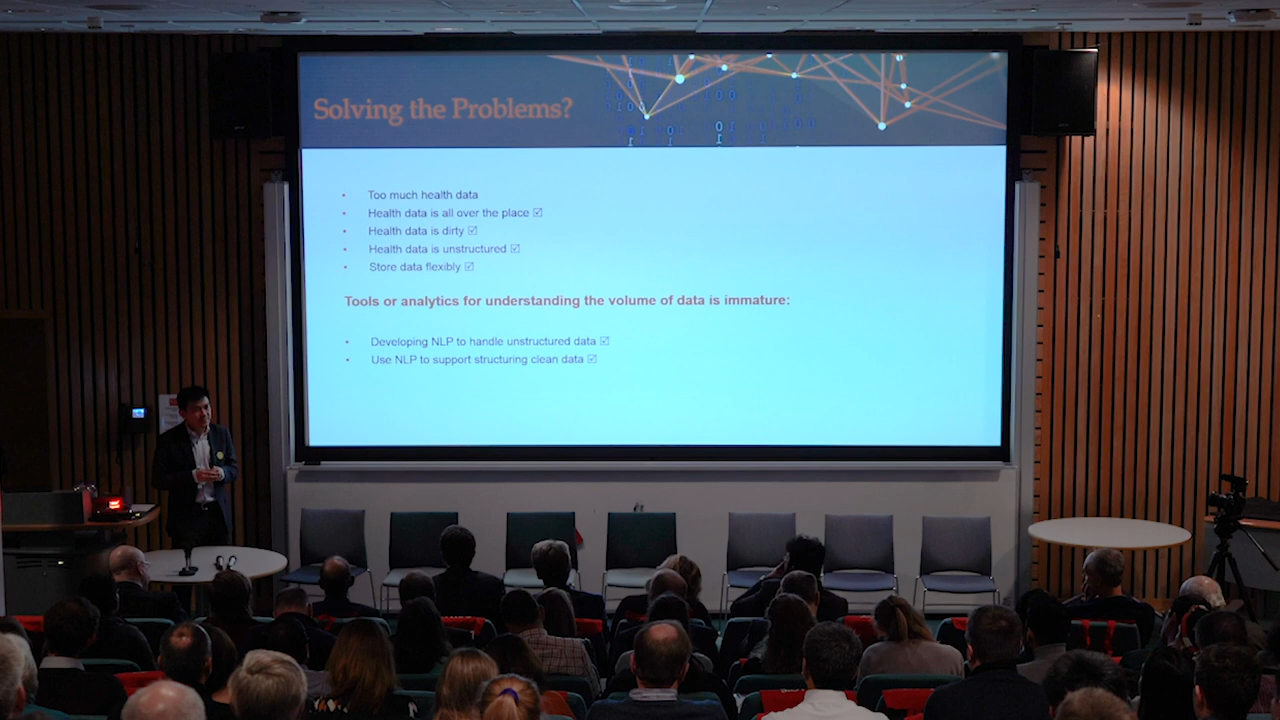 Solving the Problems?
• Too much health data
• Health data is all over the place ☑
• Health data is dirty ☑
• Health data is unstructured ☑
• Store data flexibly ☑
Tools or analytics for understanding the volume of data is immature:
• Developing NLP to handle unstructured data ☑
• Use NLP to support structuring clean data ☑